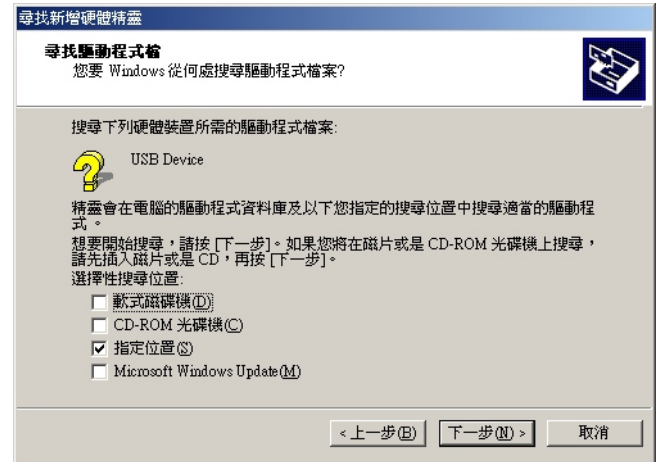 尋找新增硬體精靈
尋找驅動程式檔
您要 Windows 從何處搜尋驅動程式檔案?
搜尋下列硬體裝置所需的驅動程式檔案:
USB Device
精靈會在電腦的驅動程式資料庫及以下您指定的搜尋位置中搜尋適當的驅動程
式。
想要開始搜尋，請按 [下一步]。如果您將在磁片或是 CD-ROM 光碟機上搜尋，
請先插入磁片或是 CD，再按 [下一步]。
選擇性搜尋位置:
軟式磁碟機(D)
CD-ROM 光碟機(C)
指定位置(S)
Microsoft Windows Update(M)
< 上一步(B) 下一步(N) > 取消